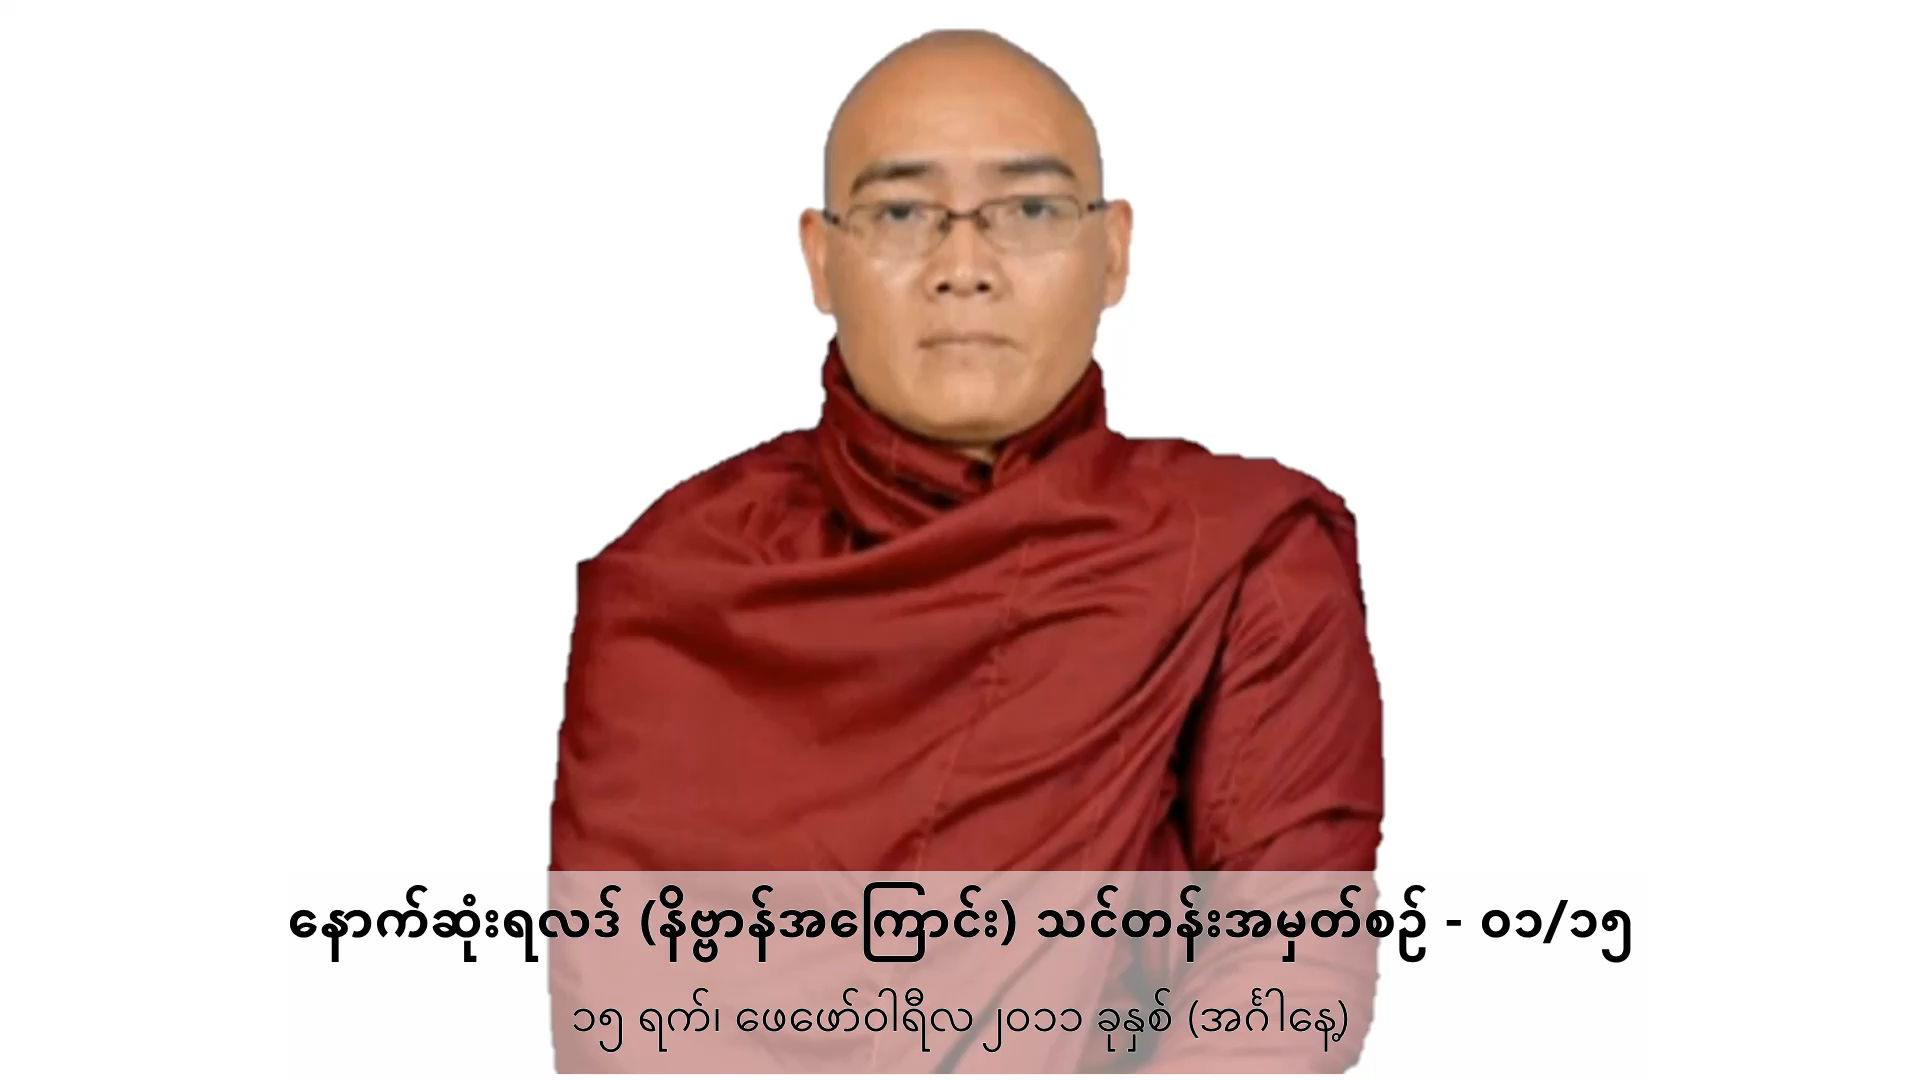 နောက်ဆုံးရလဒ် (နိဗ္ဗာန်အကြောင်း) သင်တန်းအမှတ်စဉ် - ၀၁/၁၅
၁၅ ရက်၊ ဖေဖော်ဝါရီလ ၂၀၁၁ ခုနှစ် (အင်္ဂါနေ့)